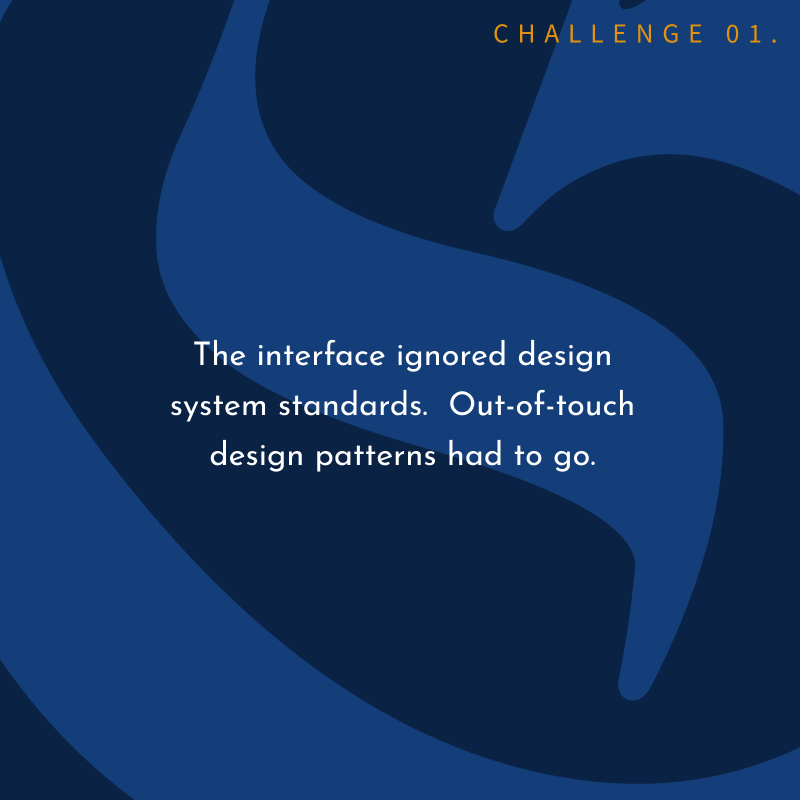 CHALLENGE 01.
The interface ignored design
system standards.  Out-of-touch
design patterns had to go.